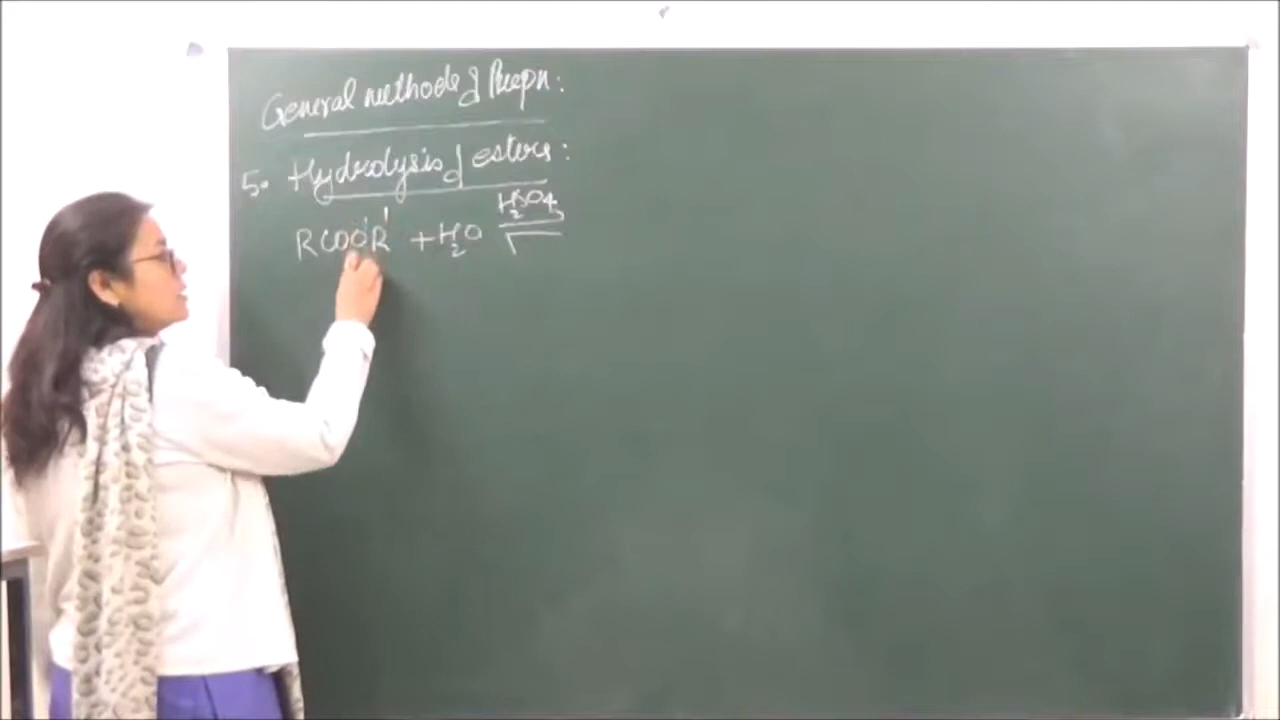 General methods of Prepn:
5. Hydrolysis of esters:
RCOOR' + H₂O ⇌ H₂SO₄